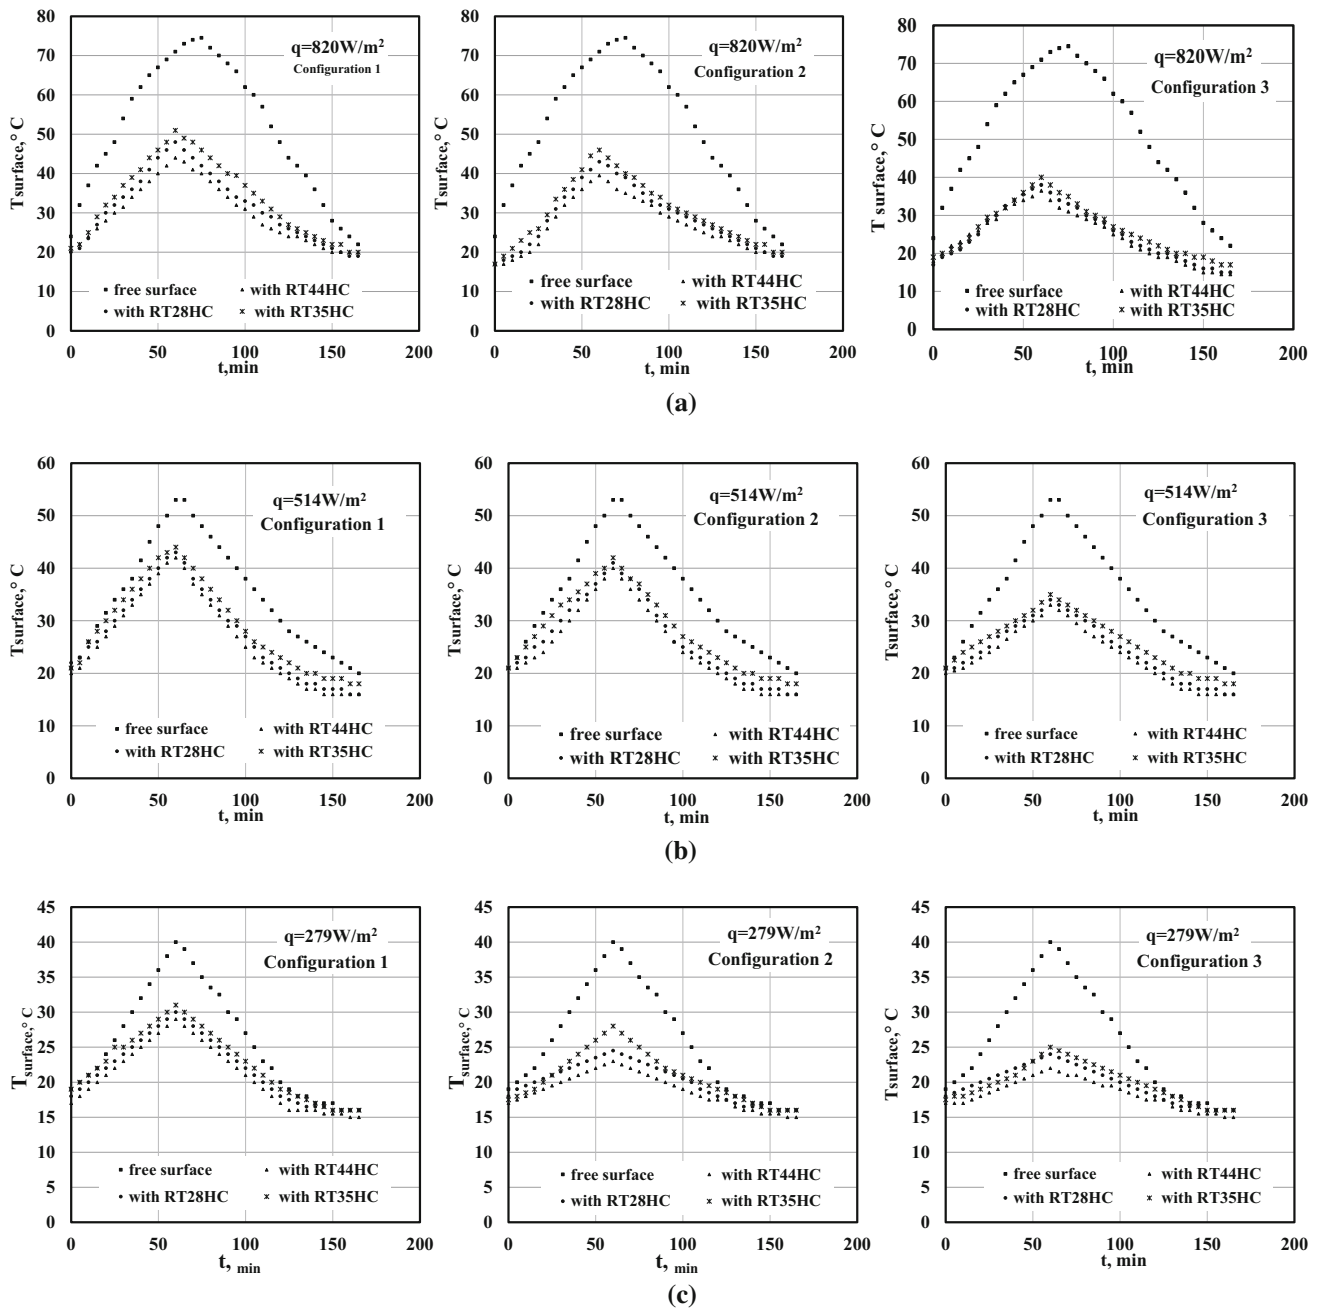 80
70
60
50
40
30
20
10
0
Tsurface,° C
q=820W/m²
Configuration 1
free surface
with RT44HC
with RT28HC
with RT35HC
0 50 100 150 200
t,min
80
70
60
50
40
30
20
10
0
Tsurface,° C
q=820W/m²
Configuration 2
free surface
with RT44HC
with RT28HC
with RT35HC
0 50 100 150 200
t, min
80
70
60
50
40
30
20
10
0
T surface,° C
q=820W/m²
Configuration 3
free surface
with RT44HC
with RT28HC
with RT35HC
0 50 100 150 200
t, min
(a)
60
50
40
30
20
10
0
Tsurface,° C
q=514W/m²
Configuration 1
free surface
with RT44HC
with RT28HC
with RT35HC
0 50 100 150 200
t, min
60
50
40
30
20
10
0
Tsurface,° C
q=514W/m²
Configuration 2
free surface
with RT44HC
with RT28HC
with RT35HC
0 50 100 150 200
t, min
60
50
40
30
20
10
0
Tsurface,° C
q=514W/m²
Configuration 3
free surface
with RT44HC
with RT28HC
with RT35HC
0 50 100 150 200
t, min
(b)
45
40
35
30
25
20
15
10
5
0
Tsurface,° C
q=279W/m²
Configuration 1
free surface
with RT44HC
with RT28HC
with RT35HC
0 50 100 150 200
t, min
45
40
35
30
25
20
15
10
5
0
Tsurface,° C
q=279W/m²
Configuration 2
free surface
with RT44HC
with RT28HC
with RT35HC
0 50 100 150 200
t, min
45
40
35
30
25
20
15
10
5
0
Tsurface,° C
q=279W/m²
Configuration 3
free surface
with RT44HC
with RT28HC
with RT35HC
0 50 100 150 200
t, min
(c)